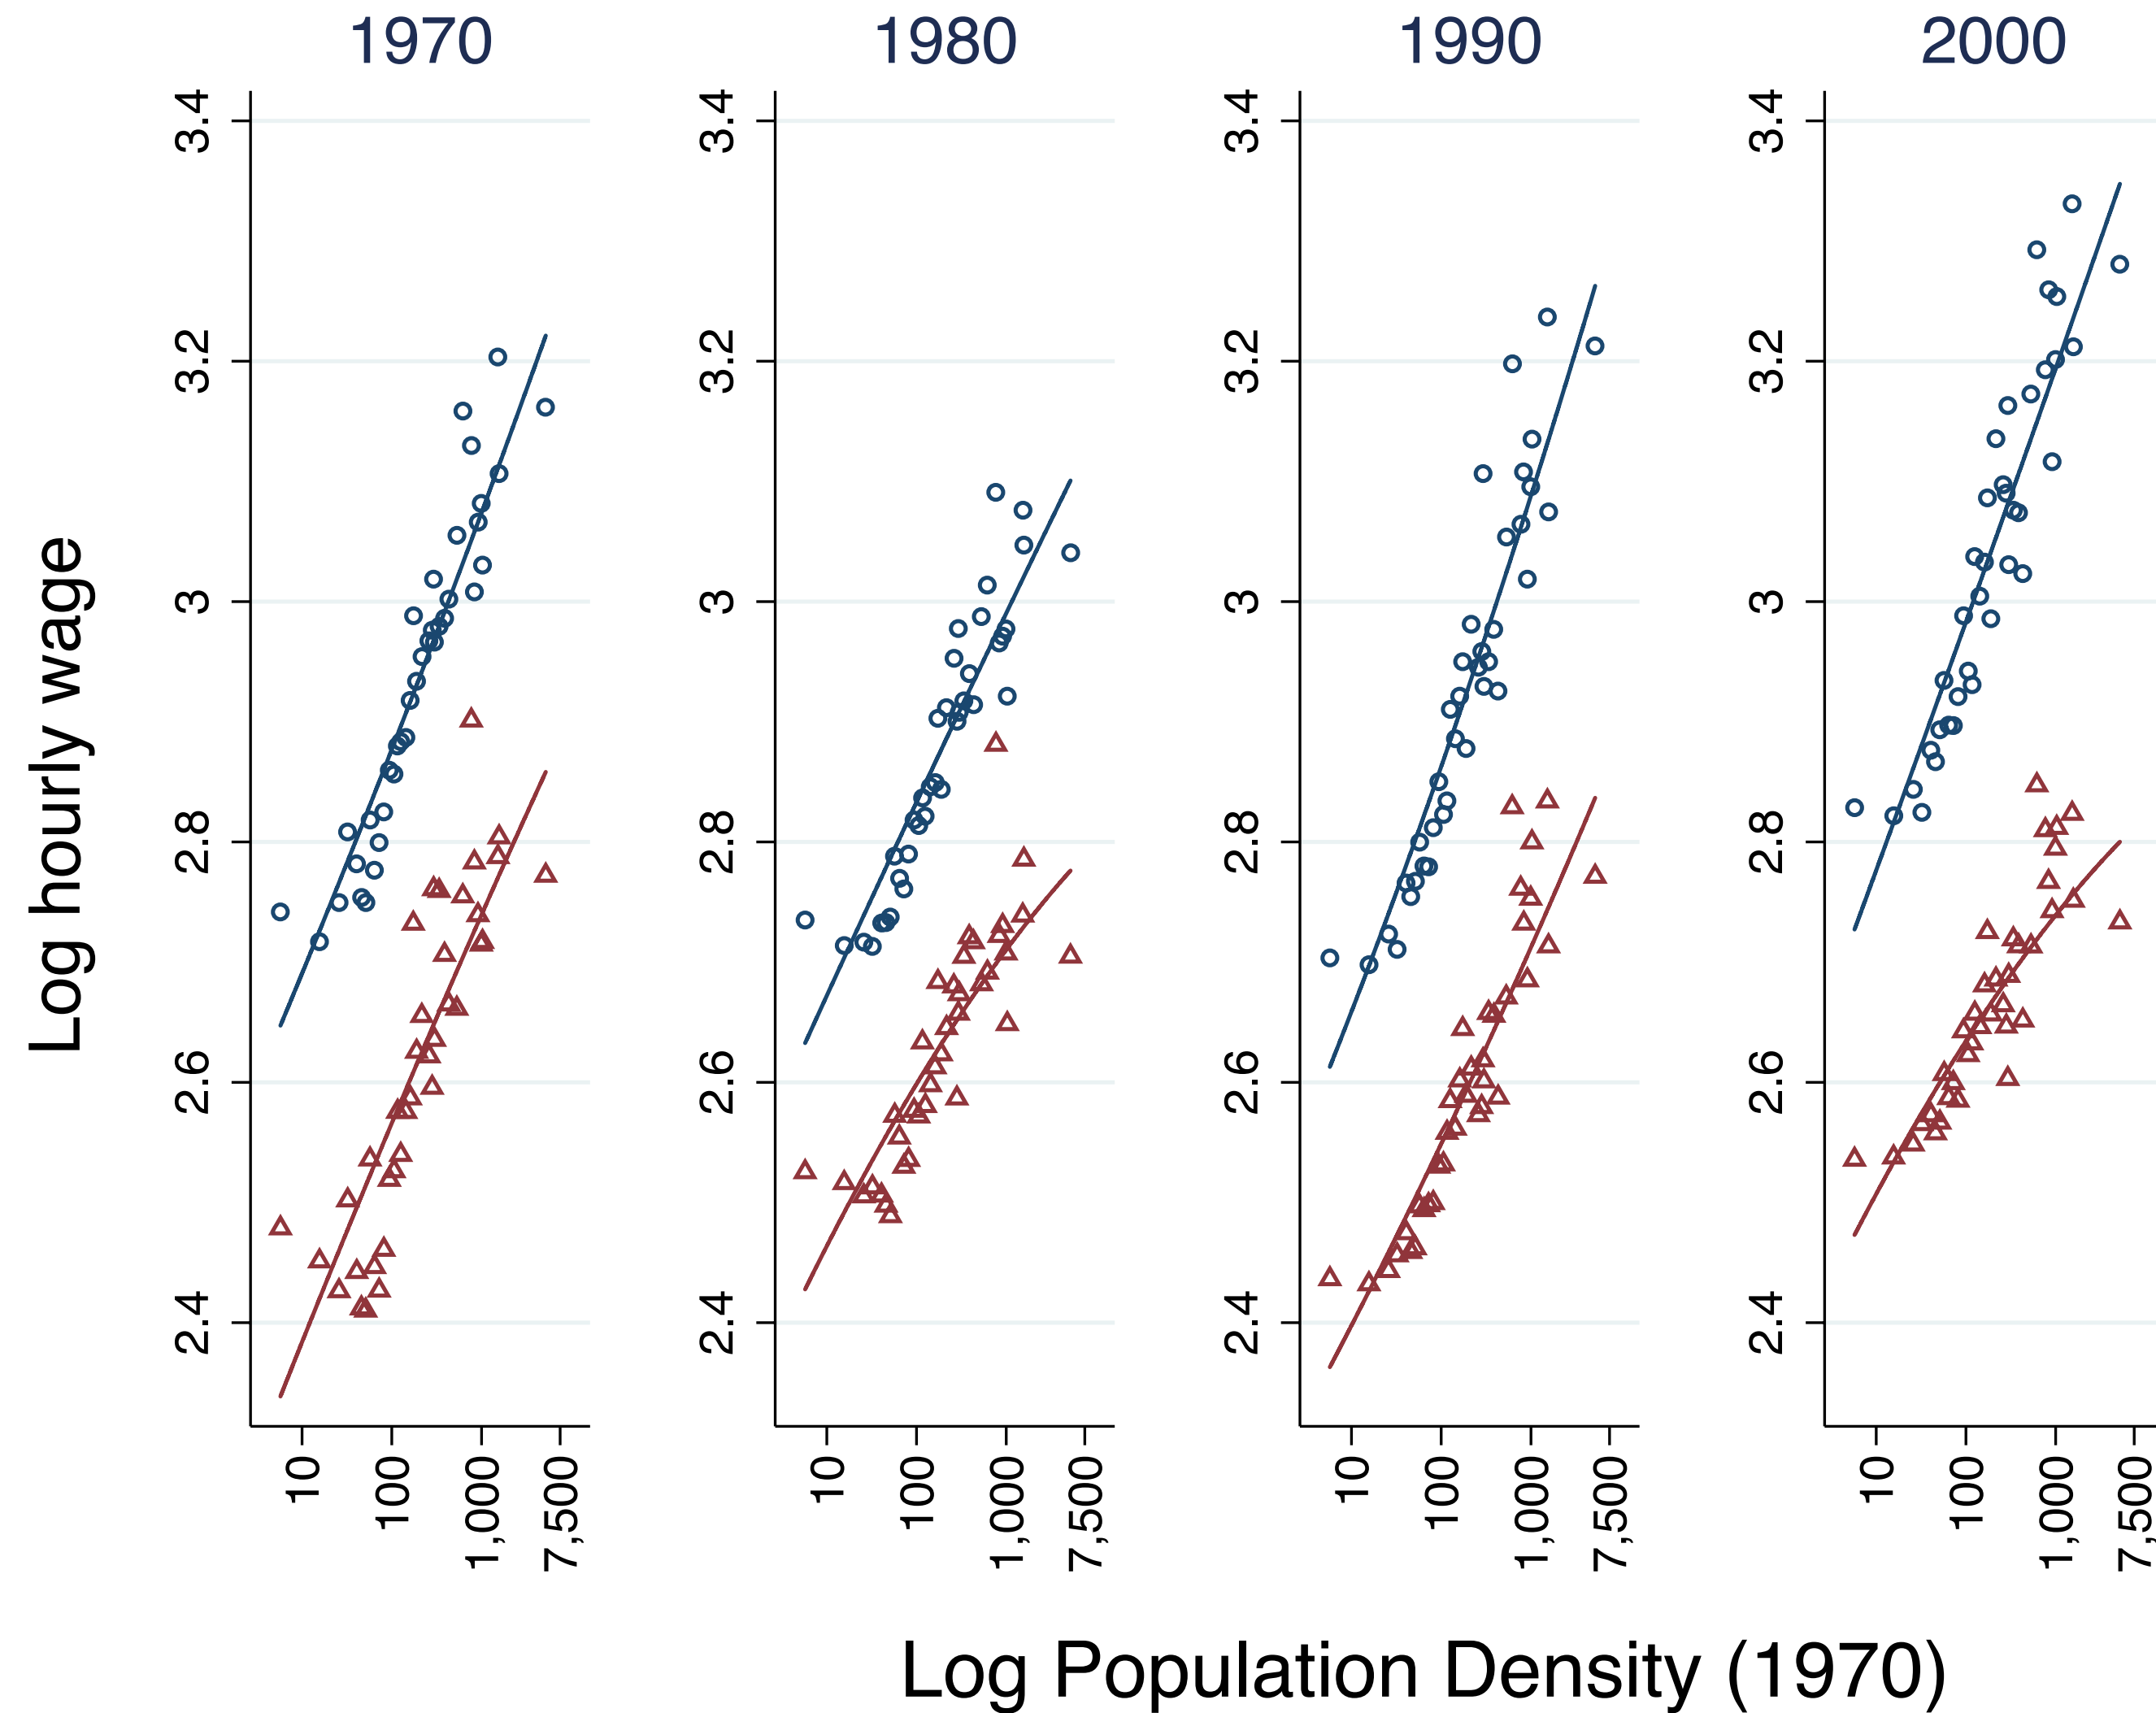 1970 1980 1990 2000
Log hourly wage
3.4 3.4 3.4 3.4
3.2 3.2 3.2 3.2
3 3 3 3
2.8 2.8 2.8 2.8
2.6 2.6 2.6 2.6
2.4 2.4 2.4 2.4
10 100 1,000 7,500 10 100 1,000 7,500 10 100 1,000 7,500 10 100 1,000 7,500
Log Population Density (1970)